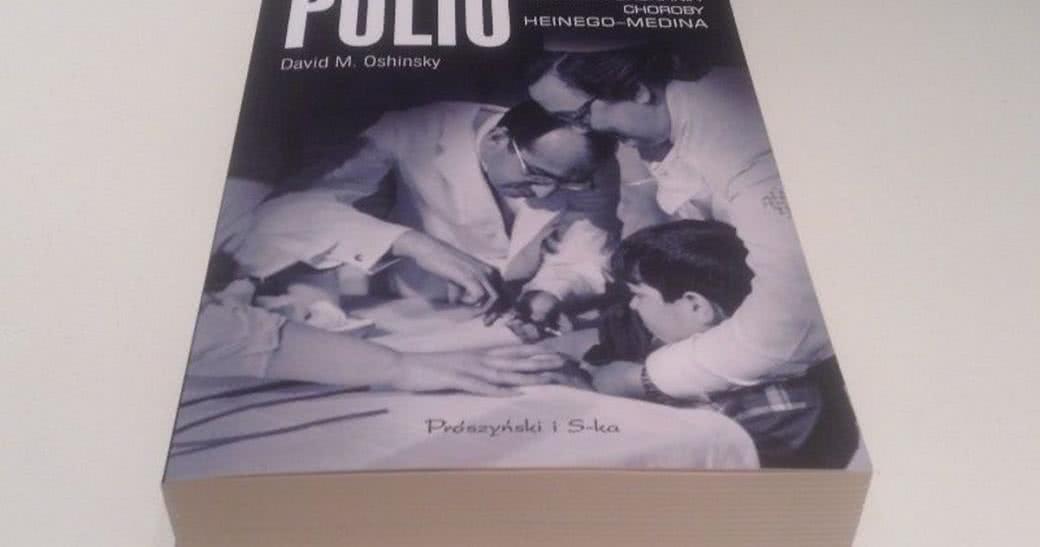 POLIO
CHOROBY
HEINEGO-MEDINA
David M. Oshinsky
Prószyński i S-ka